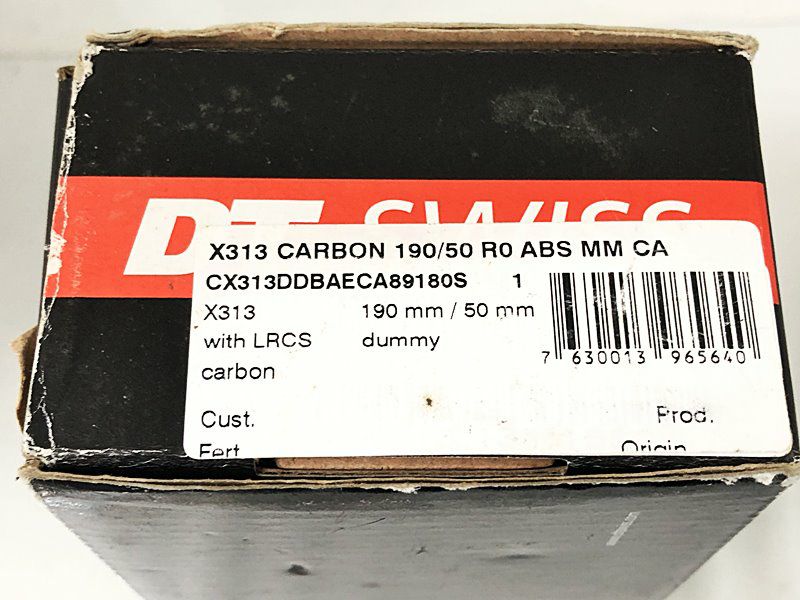 DT SWISS
X313 CARBON 190/50 R0 ABS MM CA
CX313DDBAECA89180S 1
X313 190 mm / 50 mm
with LRCS dummy
carbon
7 630013 965640
Cust. Prod.
Fert Origin